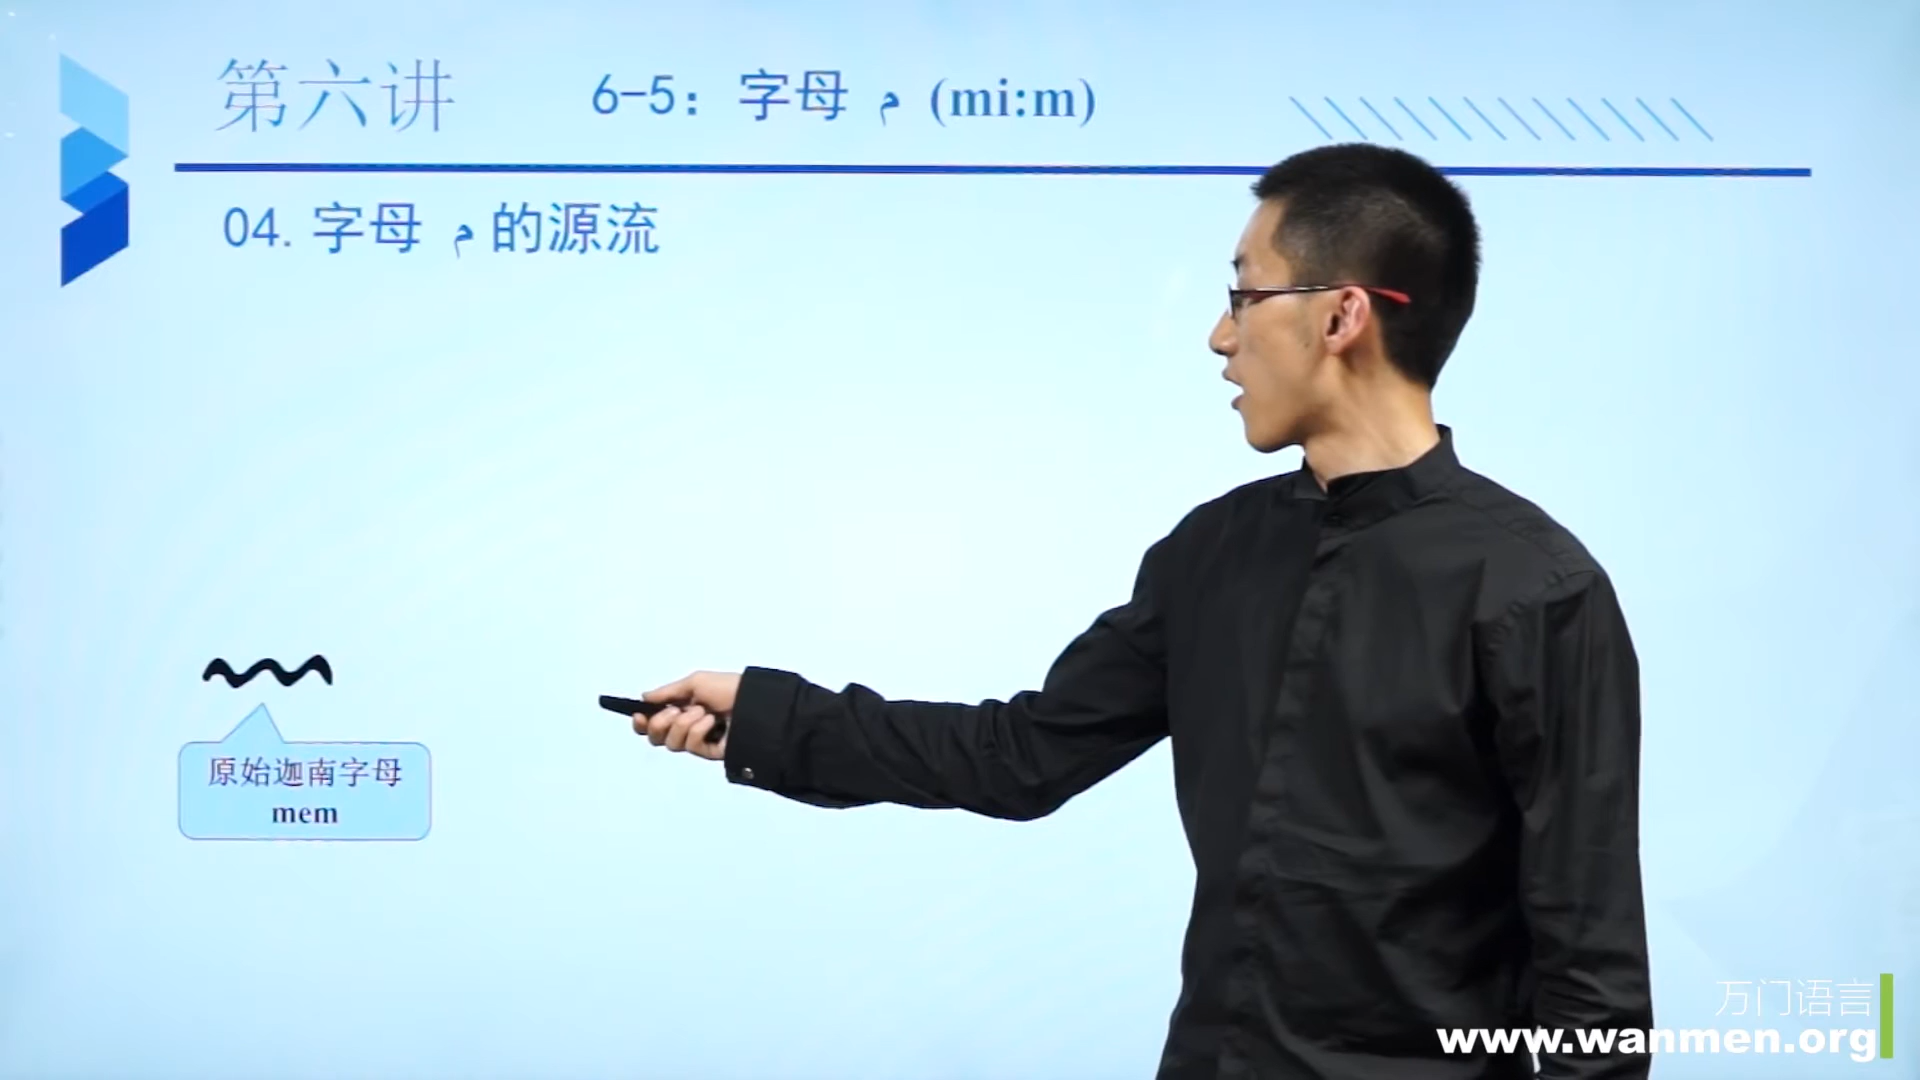 第六讲
6-5: 字母 م (mi:m)
04. 字母 م 的源流
原始迦南字母
mem
万门语言
www.wanmen.org